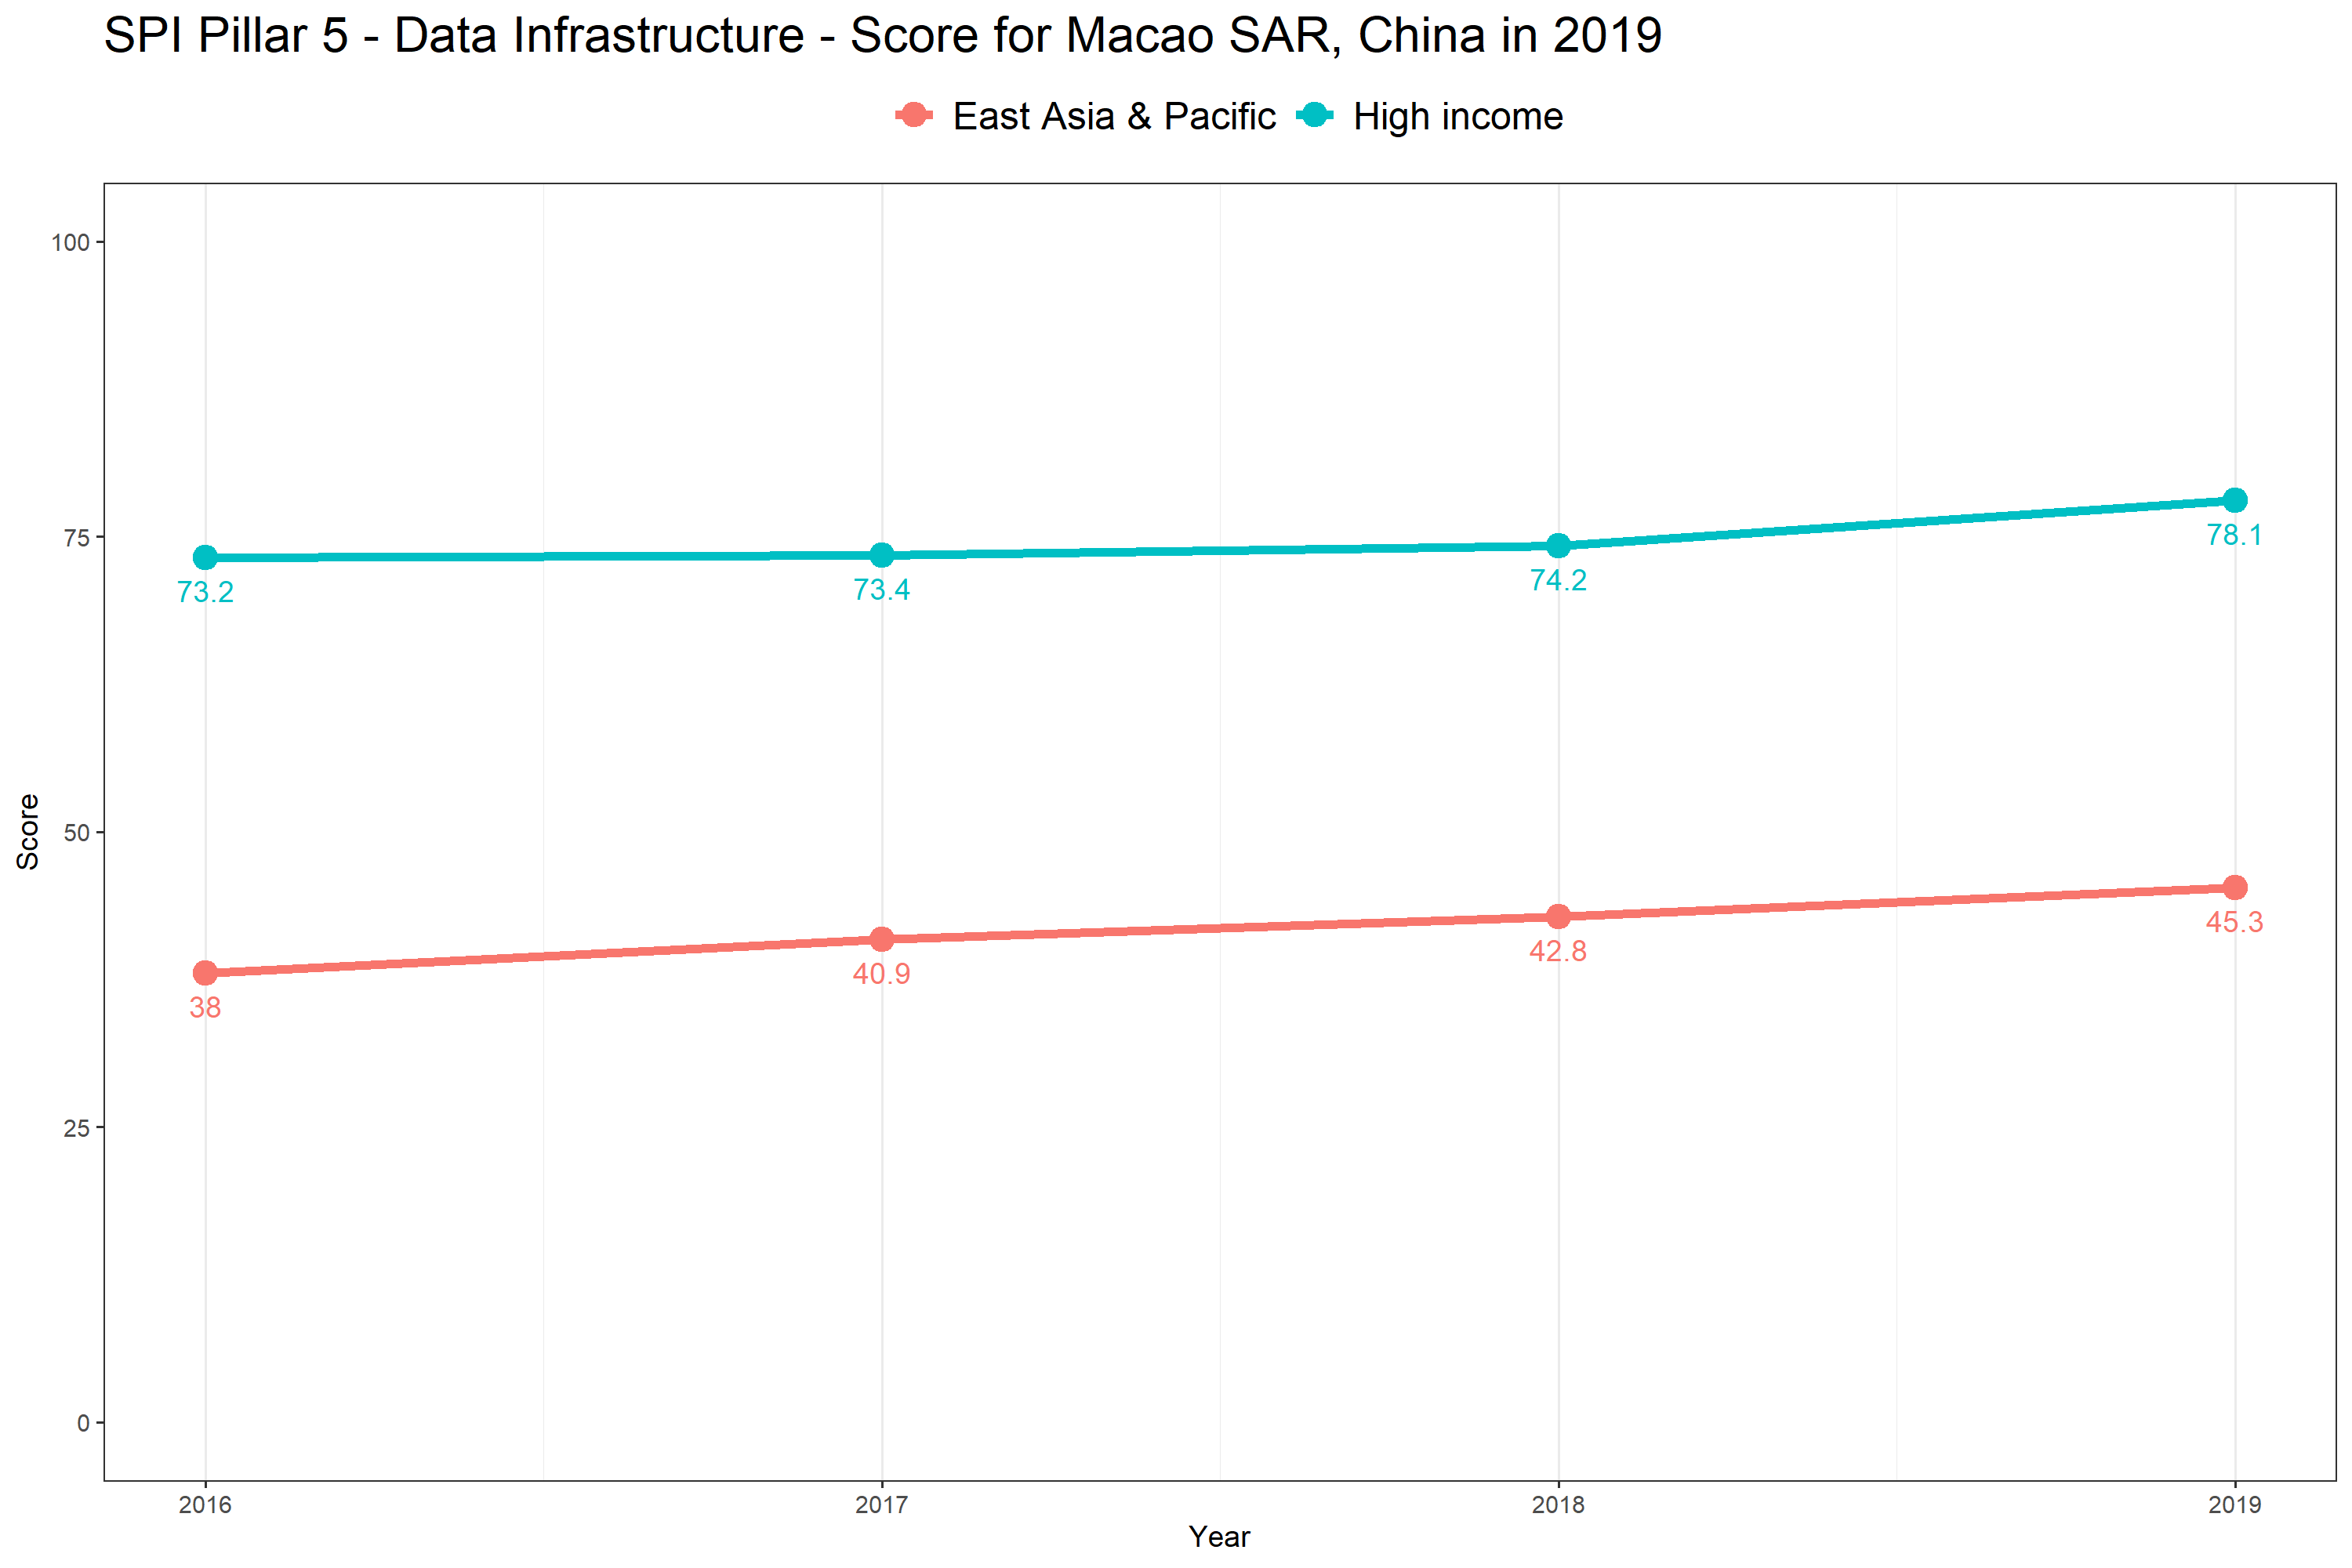 SPI Pillar 5 - Data Infrastructure - Score for Macao SAR, China in 2019
East Asia & Pacific High income
100
75
50
25
0
Score
73.2
73.4
74.2
78.1
38
40.9
42.8
45.3
2016 2017 2018 2019
Year